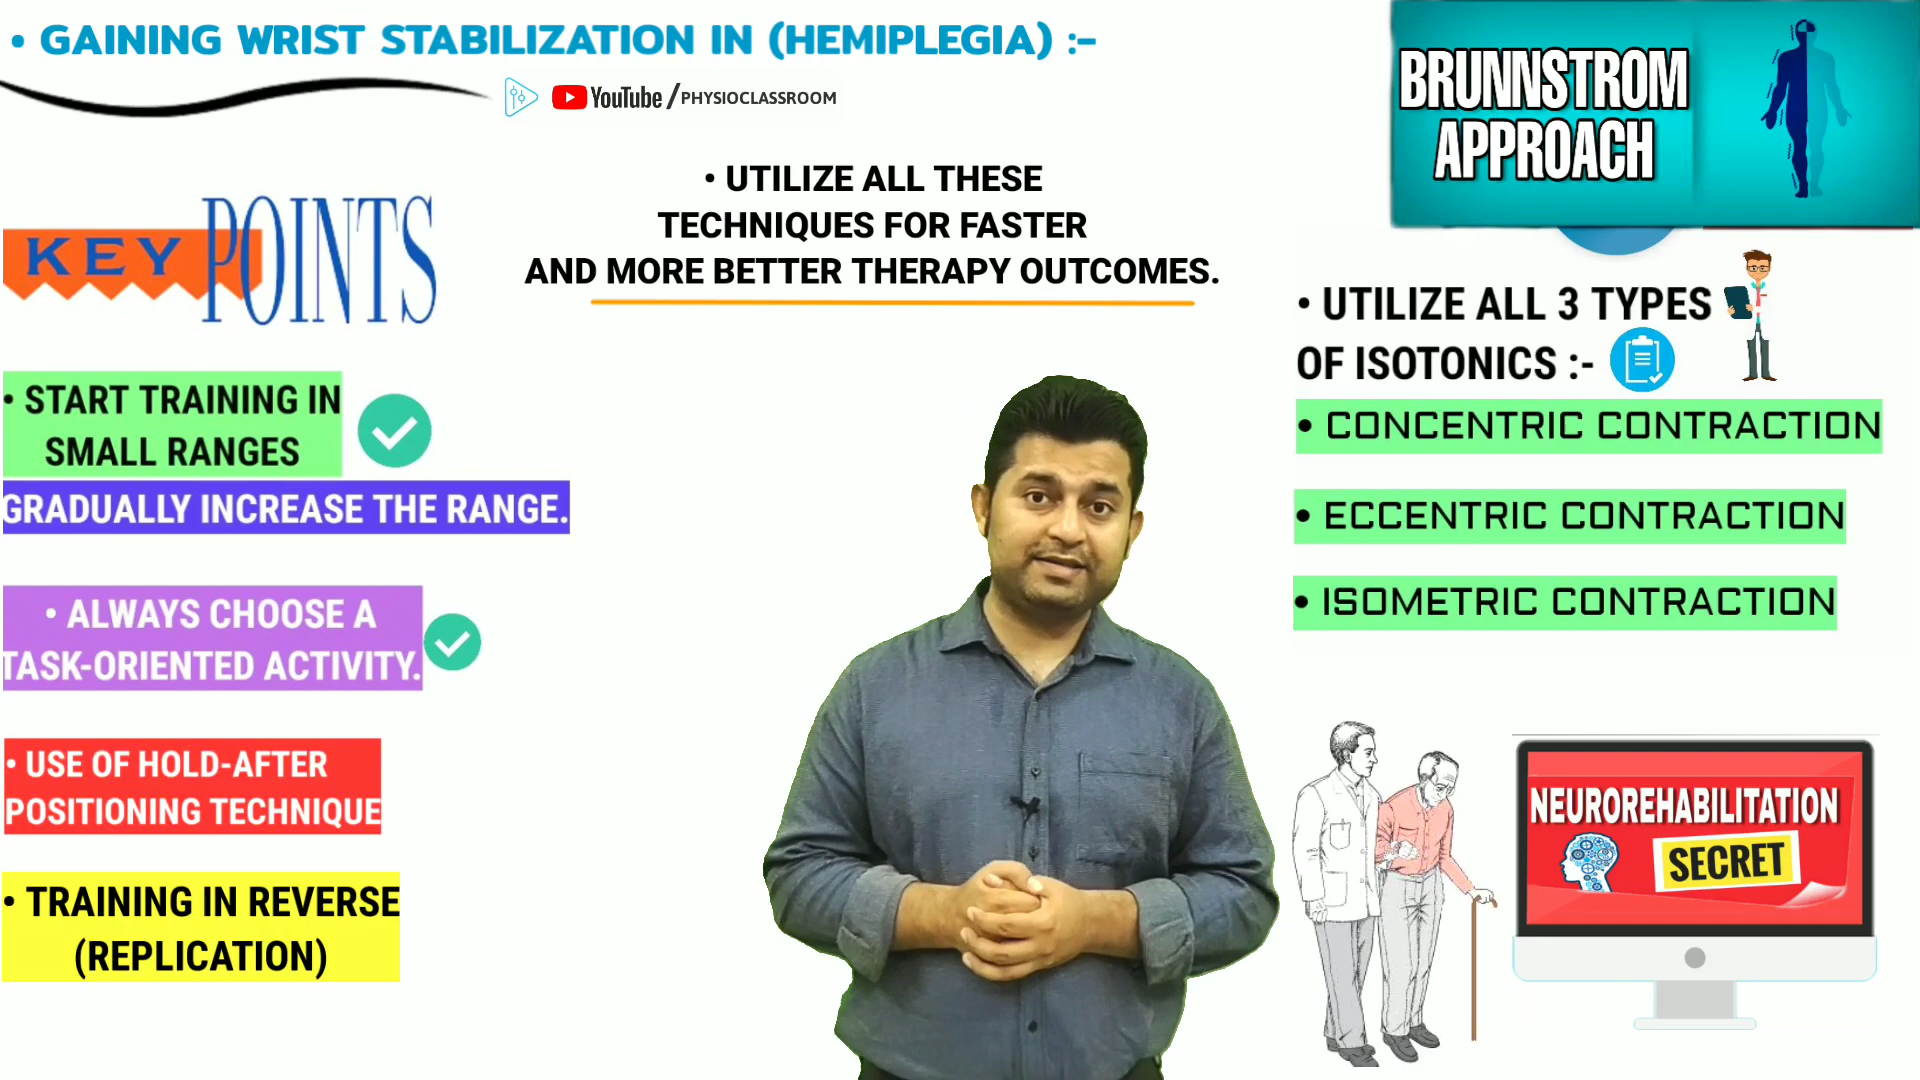 • GAINING WRIST STABILIZATION IN (HEMIPLEGIA) :-
YouTube /PHYSIOCLASSROOM
BRUNNSTROM
APPROACH
KEY POINTS
• UTILIZE ALL THESE
TECHNIQUES FOR FASTER
AND MORE BETTER THERAPY OUTCOMES.
• START TRAINING IN
SMALL RANGES
GRADUALLY INCREASE THE RANGE.
• ALWAYS CHOOSE A
TASK-ORIENTED ACTIVITY.
• USE OF HOLD-AFTER
POSITIONING TECHNIQUE
• TRAINING IN REVERSE
(REPLICATION)
• UTILIZE ALL 3 TYPES
OF ISOTONICS :-
• CONCENTRIC CONTRACTION
• ECCENTRIC CONTRACTION
• ISOMETRIC CONTRACTION
NEUROREHABILITATION
SECRET